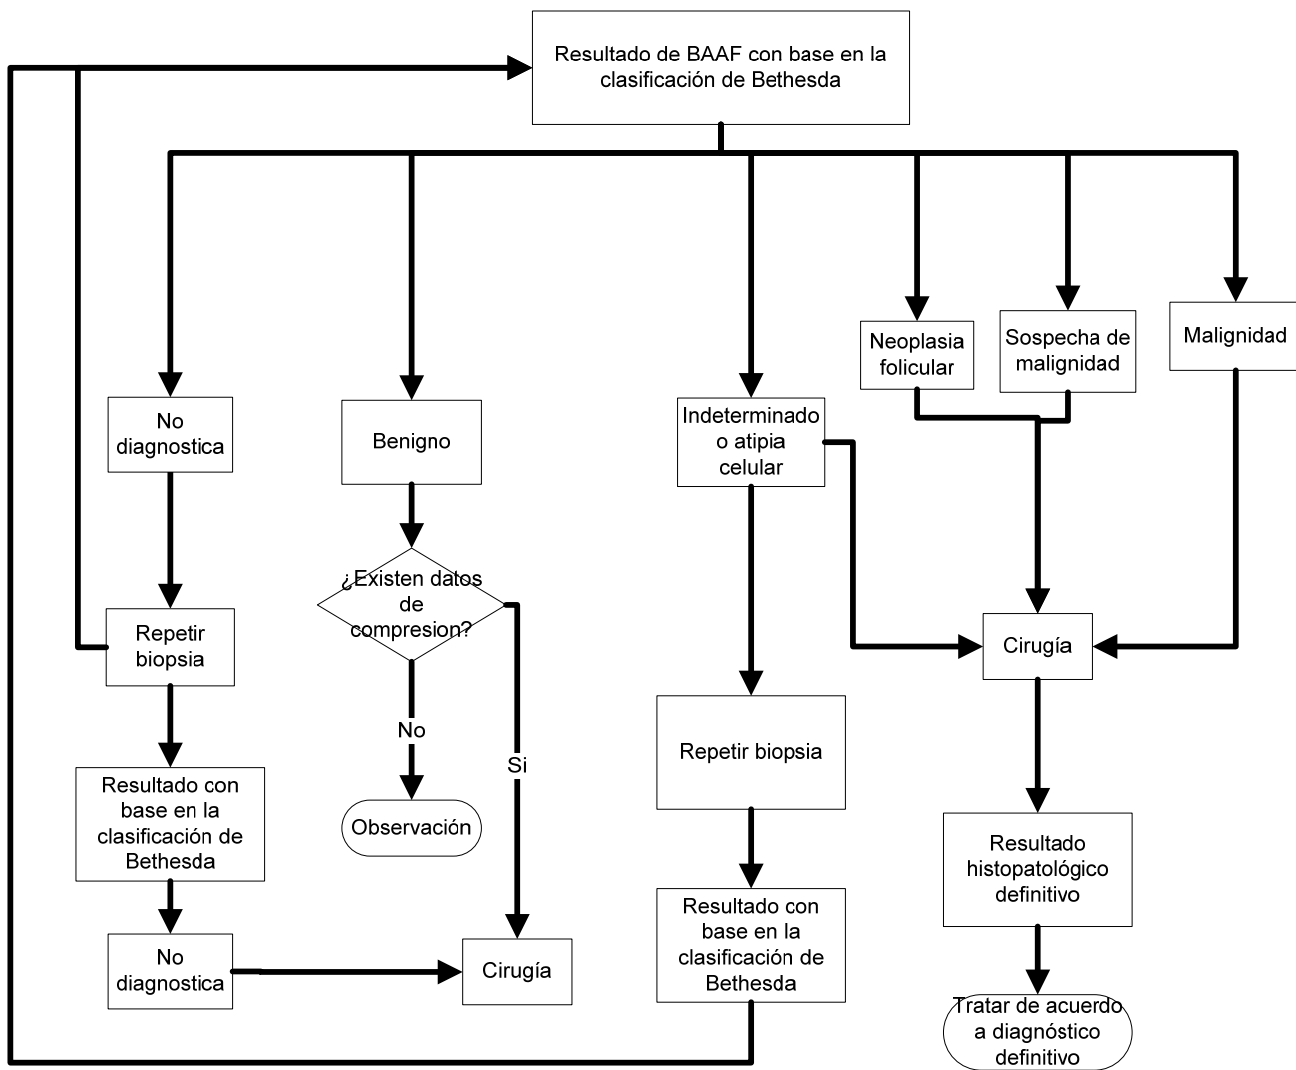 Resultado de BAAF con base en la
clasificación de Bethesda
No
diagnostica
Benigno
Indeterminado
o atipia
celular
Neoplasia
folicular
Sospecha de
malignidad
Malignidad
Repetir
biopsia
¿Existen datos
de
compresion?
No
Si
Resultado con
base en la
clasificación de
Bethesda
Observación
No
diagnostica
Cirugía
Repetir biopsia
Resultado con
base en la
clasificación de
Bethesda
Cirugía
Resultado
histopatológico
definitivo
Tratar de acuerdo
a diagnóstico
definitivo